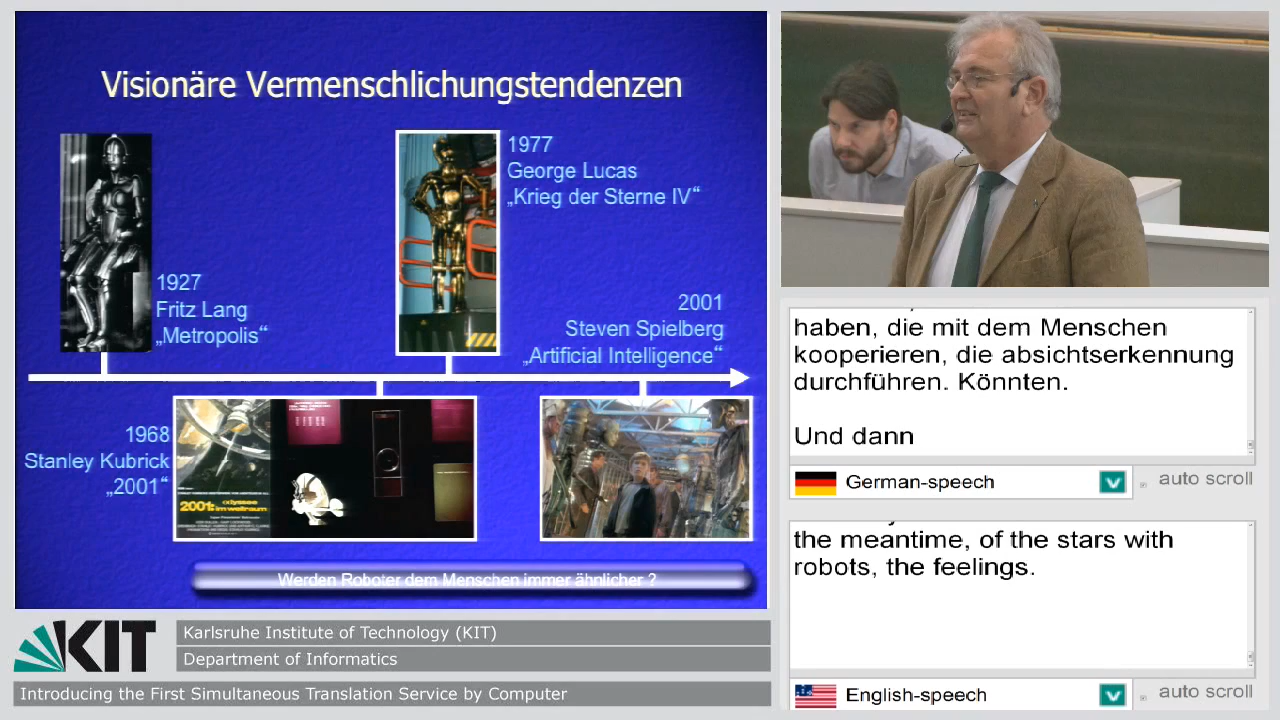 Visionäre Vermenschlichungstendenzen
1927
Fritz Lang
„Metropolis“
1977
George Lucas
„Krieg der Sterne IV“
2001
Steven Spielberg
„Artificial Intelligence“
1968
Stanley Kubrick
„2001“
2001:
im weltraum
Werden Roboter dem Menschen immer ähnlicher ?
haben, die mit dem Menschen
kooperieren, die absichtserkennung
durchführen. Könnten.
Und dann
German-speech
auto scroll
the meantime, of the stars with
robots, the feelings.
English-speech
auto scroll
KIT
Karlsruhe Institute of Technology (KIT)
Department of Informatics
Introducing the First Simultaneous Translation Service by Computer